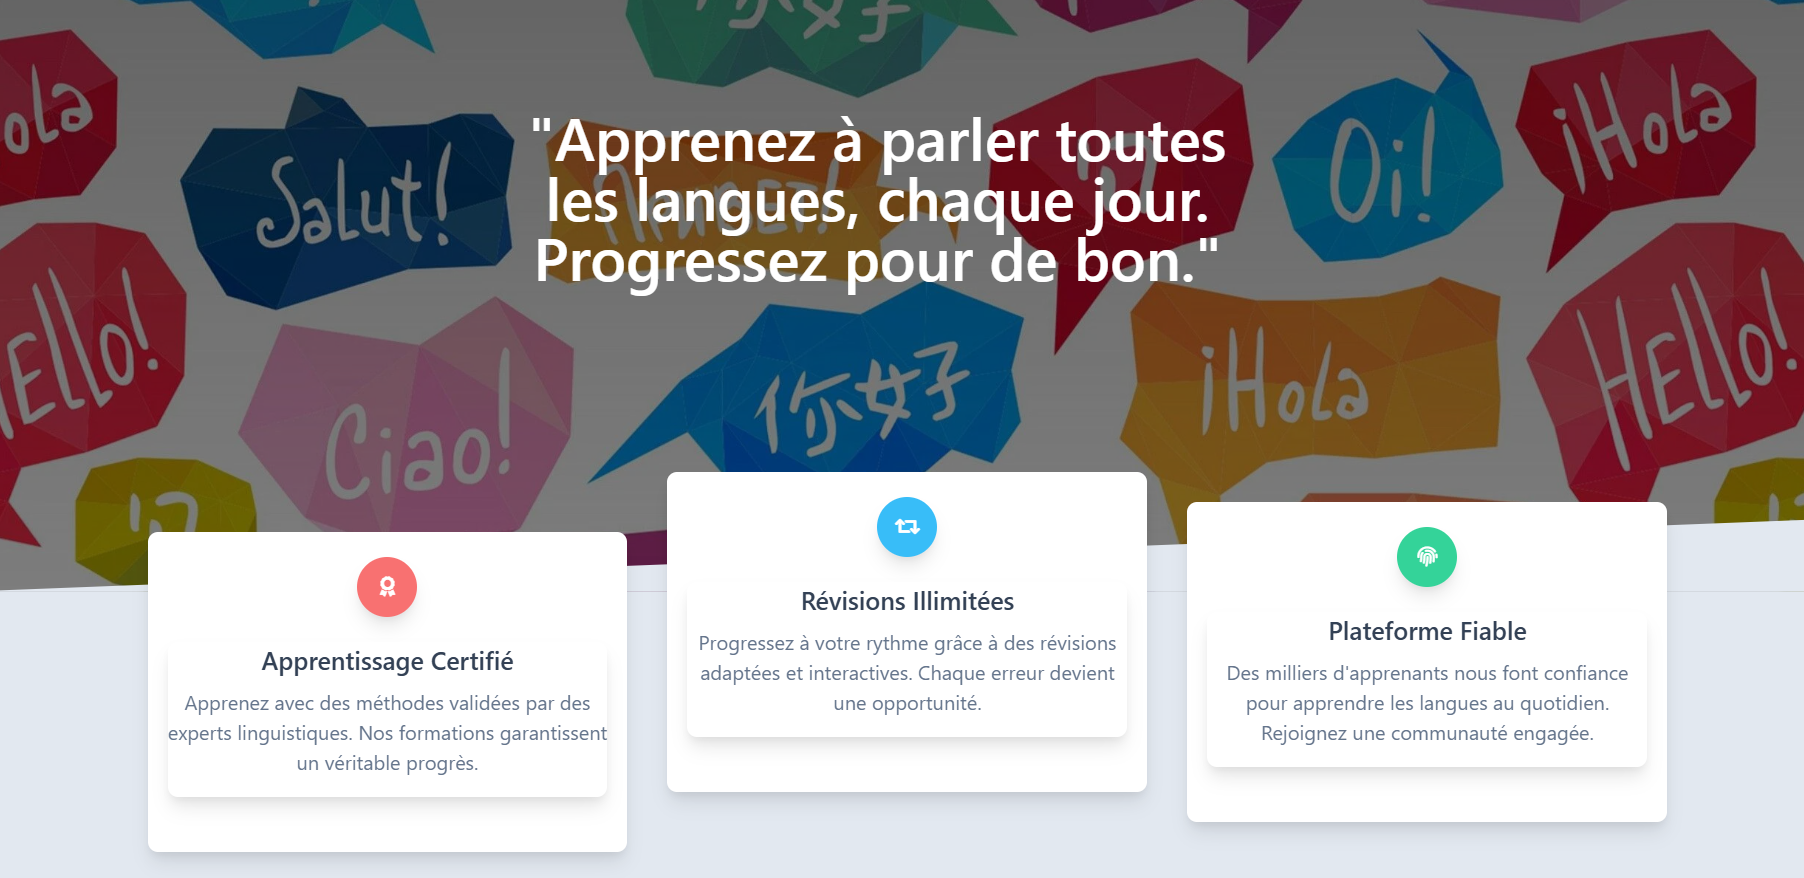 你好
Hola
¡Hola
Salut!
Oi!
"Apprenez à parler toutes
les langues, chaque jour.
Progressez pour de bon."
Hello!
Ciao!
你好
¡Hola
Hello!
Révisions Illimitées
Progressez à votre rythme grâce à des révisions
adaptées et interactives. Chaque erreur devient
une opportunité.
Plateforme Fiable
Des milliers d'apprenants nous font confiance
pour apprendre les langues au quotidien.
Rejoignez une communauté engagée.
Apprentissage Certifié
Apprenez avec des méthodes validées par des
experts linguistiques. Nos formations garantissent
un véritable progrès.